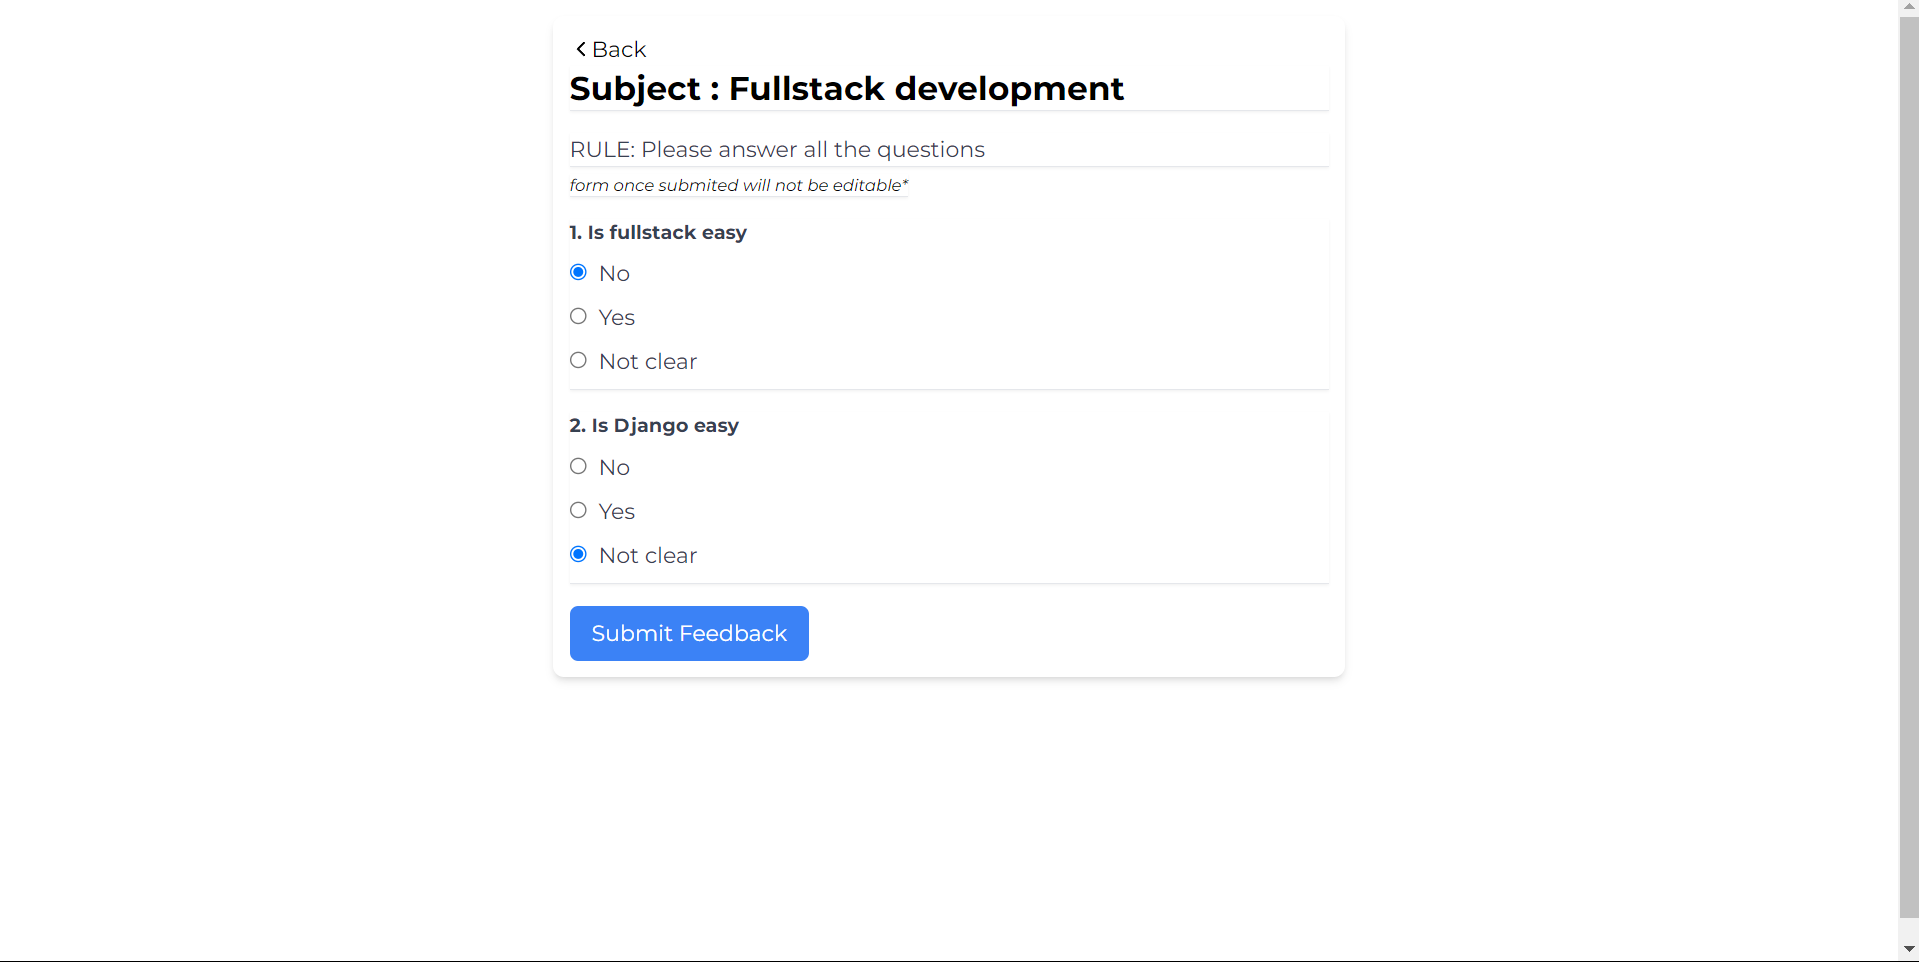 Back
Subject : Fullstack development
RULE: Please answer all the questions
form once submited will not be editable*
1. Is fullstack easy
No
Yes
Not clear
2. Is Django easy
No
Yes
Not clear
Submit Feedback